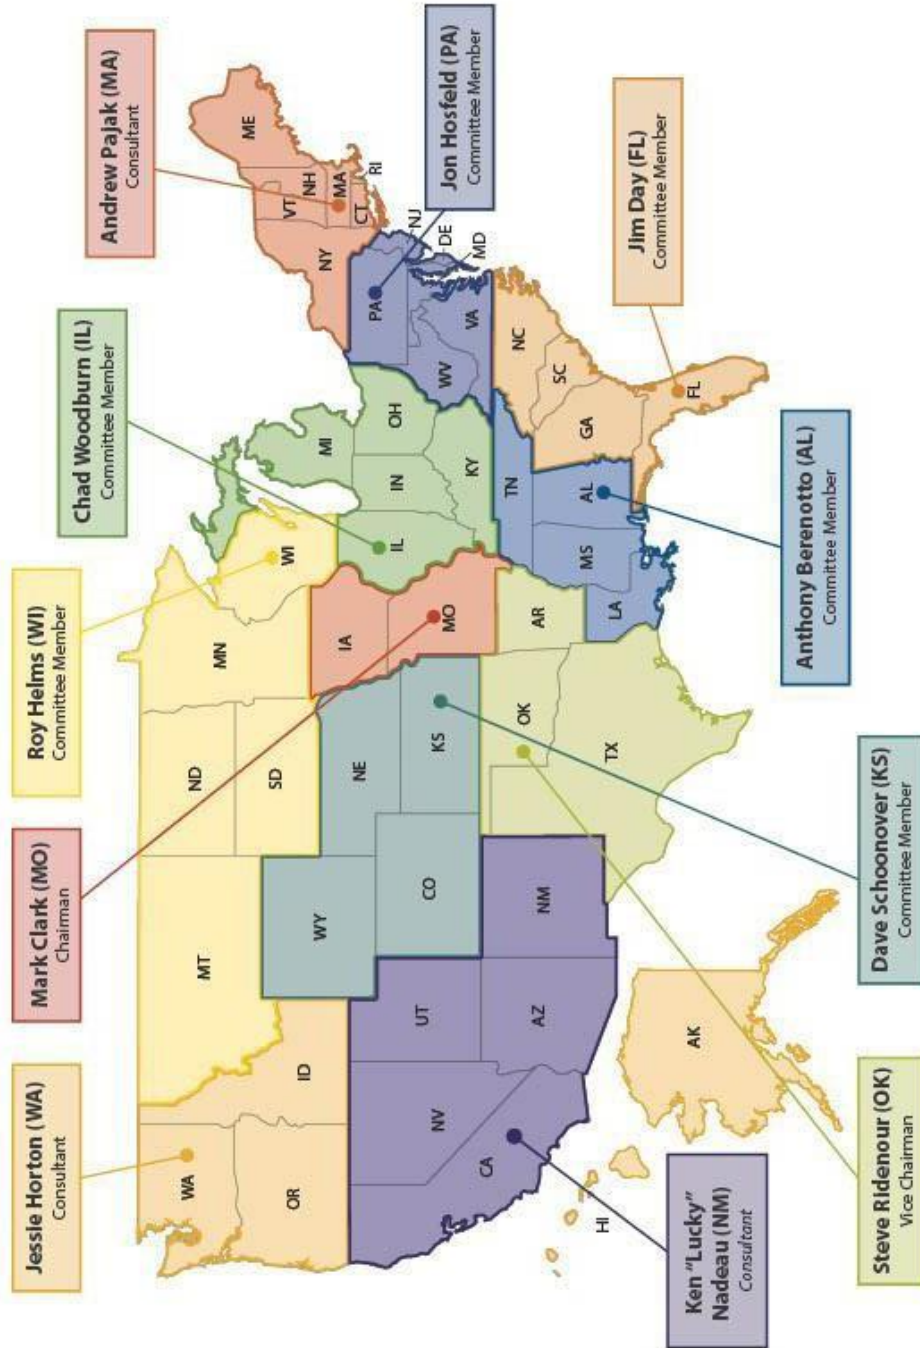 Jessie Horton (WA)
Consultant
Mark Clark (MO)
Chairman
Roy Helms (WI)
Committee Member
Chad Woodburn (IL)
Committee Member
Andrew Pajak (MA)
Consultant
WA
OR
ID
MT
ND
SD
MN
WI
MI
WY
NE
IA
NV
UT
CO
KS
MO
IL
IN
OH
KY
CA
AZ
NM
OK
TX
AR
LA
MS
AL
TN
GA
SC
NC
FL
WV
VA
PA
NY
VT
NH
ME
MA
CT
RI
NJ
DE
MD
AK
HI
Jon Hosfeld (PA)
Committee Member
Jim Day (FL)
Committee Member
Anthony Berenotto (AL)
Committee Member
Dave Schoonover (KS)
Committee Member
Steve Ridenour (OK)
Vice Chairman
Ken "Lucky"
Nadeau (NM)
Consultant